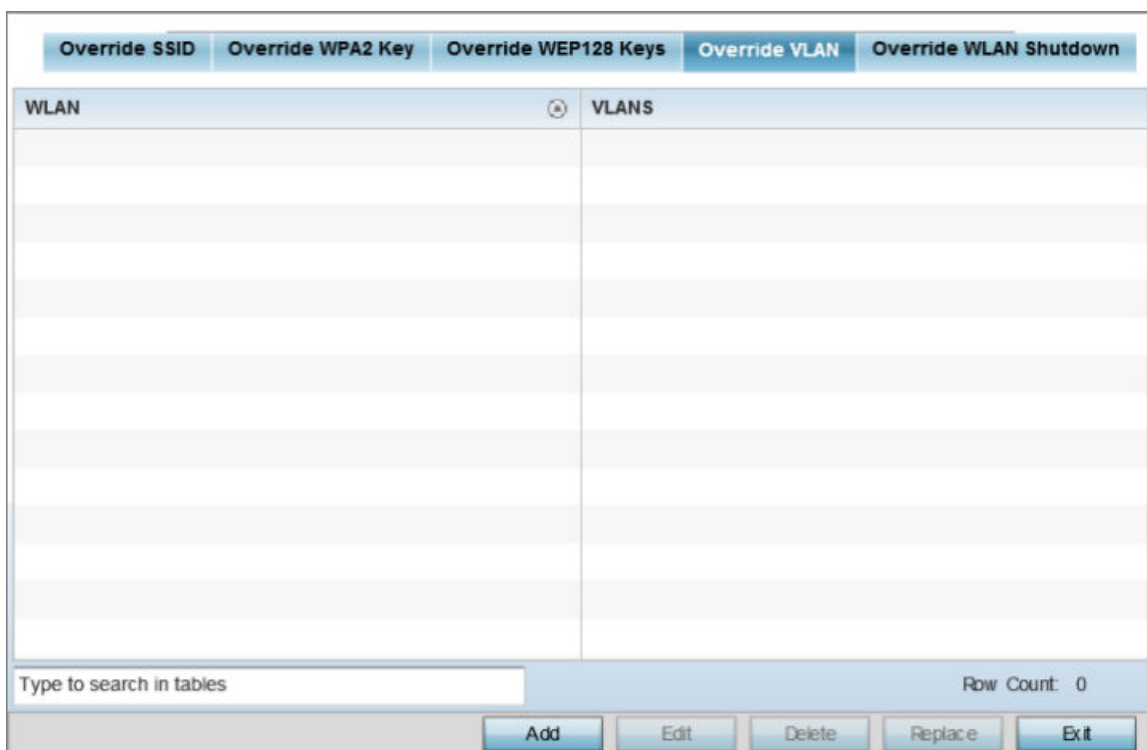 Override SSID Override WPA2 Key Override WEP128 Keys Override VLAN Override WLAN Shutdown
WLAN VLANS
Type to search in tables Row Count: 0
Add Edit Delete Replace Exit